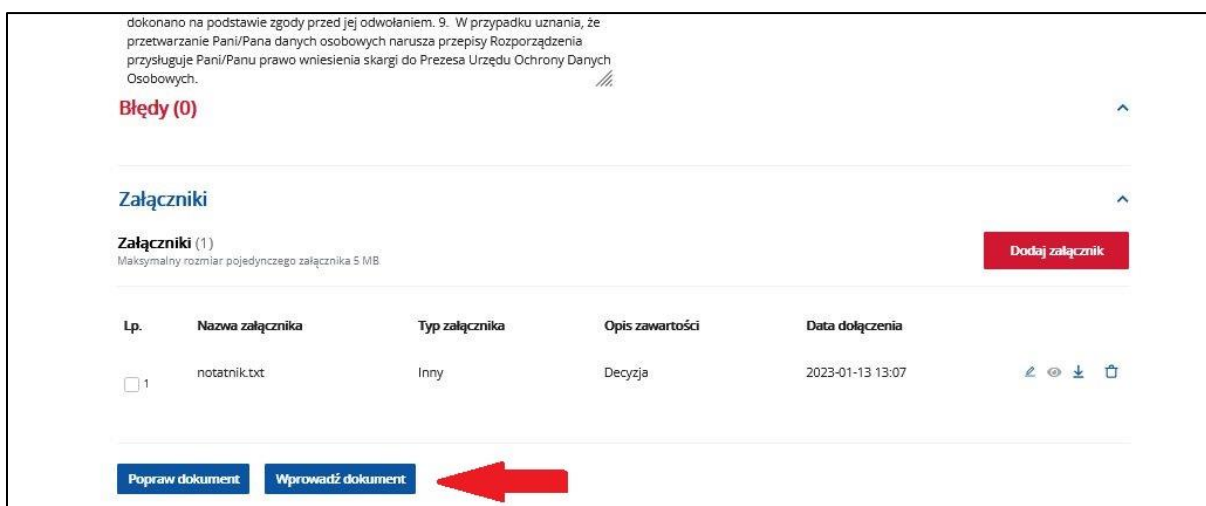 dokonano na podstawie zgody przed jej odwołaniem. 9. W przypadku uznania, że
przetwarzanie Pani/Pana danych osobowych narusza przepisy Rozporządzenia
przysługuje Pani/Panu prawo wniesienia skargi do Prezesa Urzędu Ochrony Danych
Osobowych.
Błędy (0)
Załączniki
Załączniki (1)
Maksymalny rozmiar pojedynczego załącznika 5 MB
Dodaj załącznik
Lp. Nazwa załącznika Typ załącznika Opis zawartości Data dołączenia
1 notatnik.txt Inny Decyzja 2023-01-13 13:07
Popraw dokument Wprowadź dokument